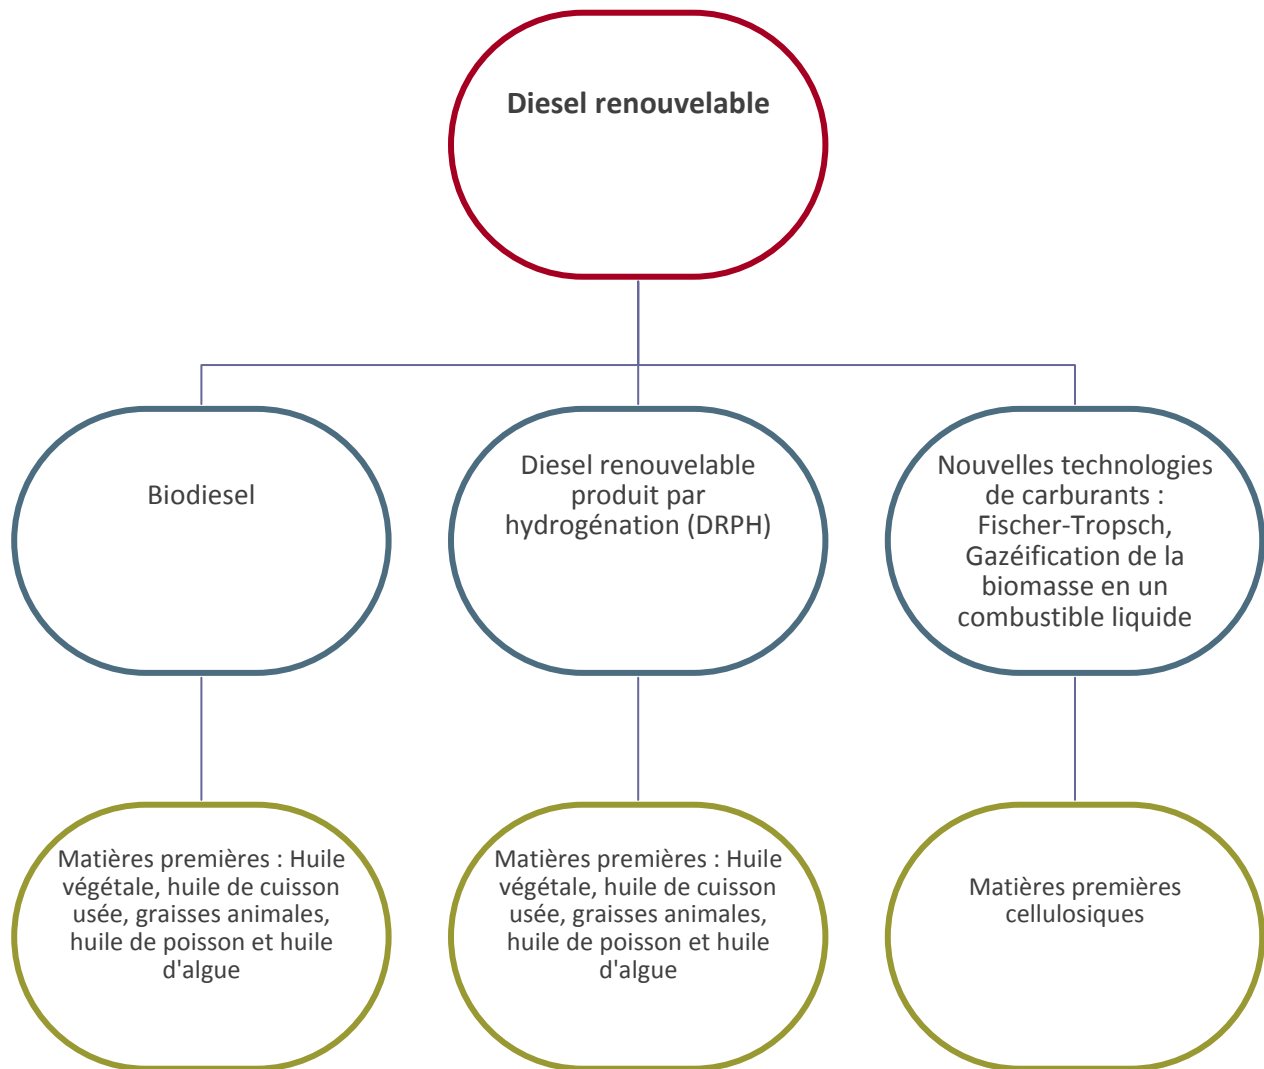 Diesel renouvelable
Biodiesel
Diesel renouvelable
produit par
hydrogénation (DRPH)
Nouvelles technologies
de carburants :
Fischer-Tropsch,
Gazéification de la
biomasse en un
combustible liquide
Matières premières : Huile
végétale, huile de cuisson
usée, graisses animales,
huile de poisson et huile
d'algue
Matières premières : Huile
végétale, huile de cuisson
usée, graisses animales,
huile de poisson et huile
d'algue
Matières premières
cellulosiques